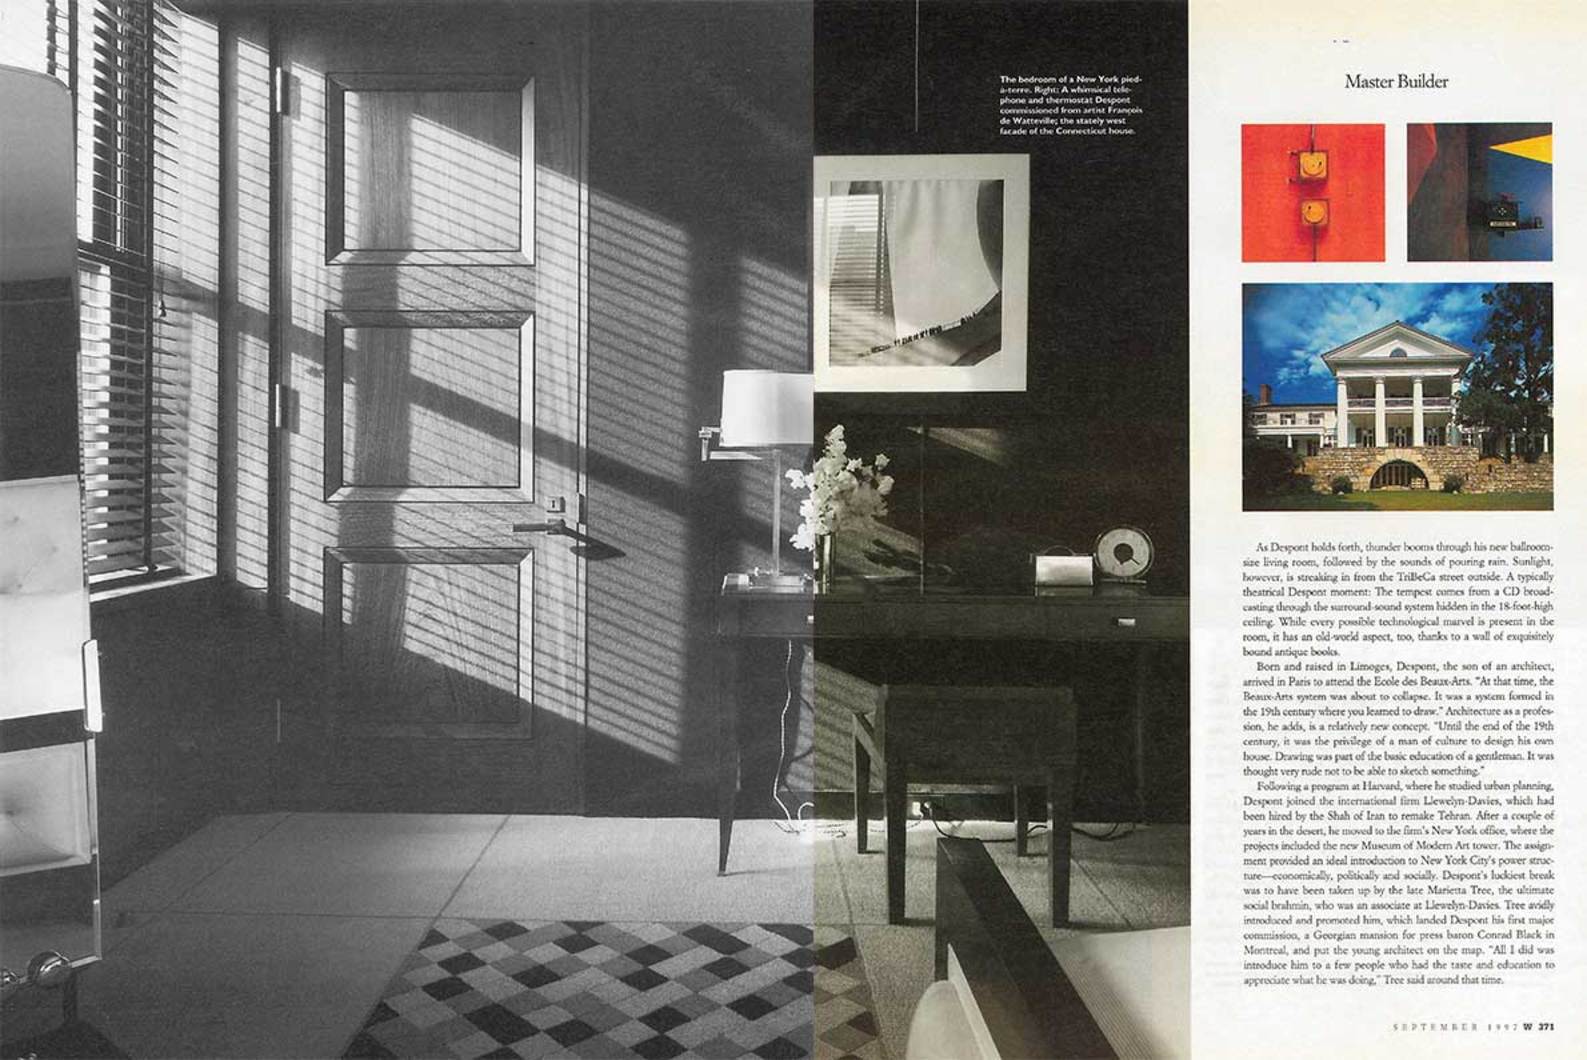 The bedroom of a New York pied-
à-terre. Right: A whimsical tele-
phone and thermostat Despont
commissioned from artist François
de Watteville; the stately west
facade of the Connecticut house.
Master Builder
As Despont holds forth, thunder booms through his new ballroom-
size living room, followed by the sounds of pouring rain. Sunlight,
however, is streaking in from the TriBeCa street outside. A typically
theatrical Despont moment: The tempest comes from a CD broad-
casting through the surround-sound system hidden in the 18-foot-high
ceiling. While every possible technological marvel is present in the
room, it has an old-world aspect, too, thanks to a wall of exquisitely
bound antique books.
Born and raised in Limoges, Despont, the son of an architect,
arrived in Paris to attend the Ecole des Beaux-Arts. "At that time, the
Beaux-Arts system was about to collapse. It was a system formed in
the 19th century where you learned to draw." Architecture as a profes-
sion, he adds, is a relatively new concept. "Until the end of the 19th
century, it was the privilege of a man of culture to design his own
house. Drawing was part of the basic education of a gentleman. It was
thought very rude not to be able to sketch something."
Following a program at Harvard, where he studied urban planning,
Despont joined the international firm Llewelyn-Davies, which had
been hired by the Shah of Iran to remake Tehran. After a couple of
years in the desert, he moved to the firm's New York office, where the
projects included the new Museum of Modern Art tower. The assign-
ment provided an ideal introduction to New York City's power struc-
ture—economically, politically and socially. Despont's luckiest break
was to have been taken up by the late Marietta Tree, the ultimate
social brahmin, who was an associate at Llewelyn-Davies. Tree avidly
introduced and promoted him, which landed Despont his first major
commission, a Georgian mansion for press baron Conrad Black in
Montreal, and put the young architect on the map. "All I did was
introduce him to a few people who had the taste and education to
appreciate what he was doing," Tree said around that time.
SEPTEMBER 1997 W 371